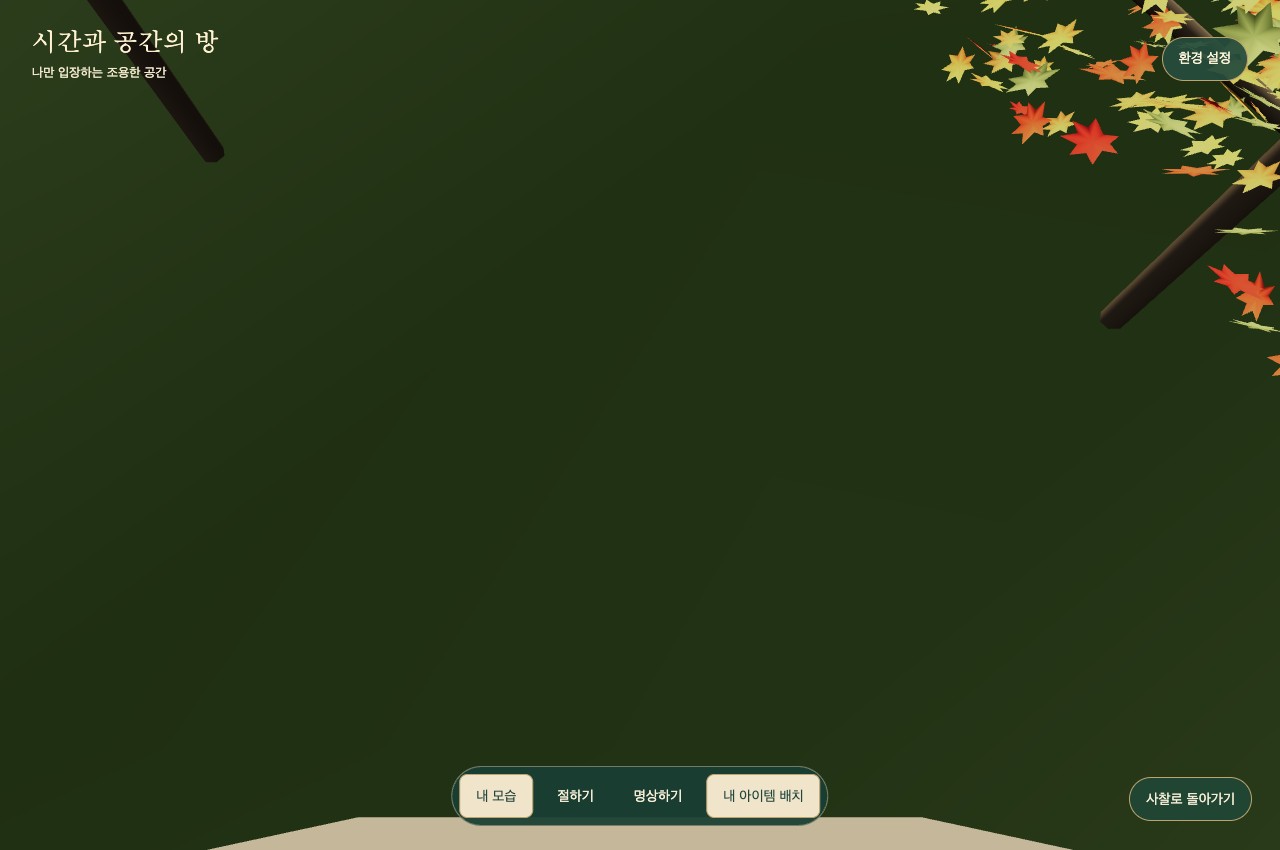 시간과 공간의 방
나만 입장하는 조용한 공간
환경 설정
내 모습
절하기
명상하기
내 아이템 배치
사찰로 돌아가기